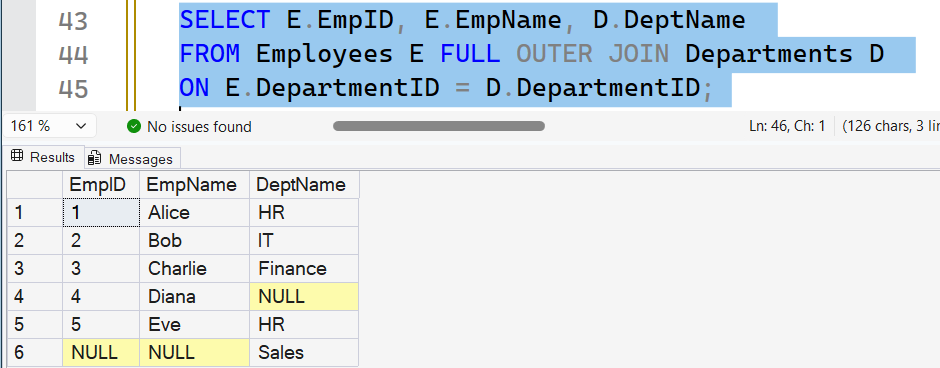 43 SELECT E.EmpID, E.EmpName, D.DeptName
44 FROM Employees E FULL OUTER JOIN Departments D
45 ON E.DepartmentID = D.DepartmentID;
161 % No issues found Ln: 46, Ch: 1 (126 chars, 3 lin
Results Messages
EmpID EmpName DeptName
1 1 Alice HR
2 2 Bob IT
3 3 Charlie Finance
4 4 Diana NULL
5 5 Eve HR
6 NULL NULL Sales